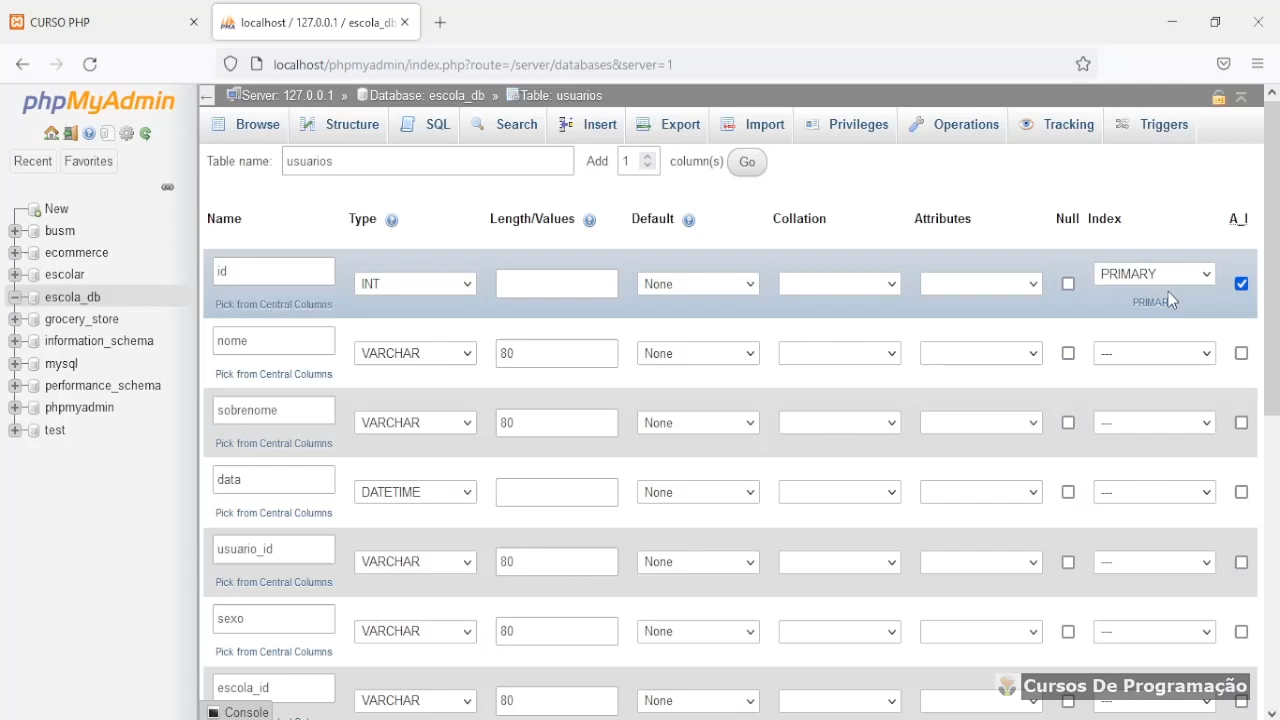 CURSO PHP
localhost / 127.0.0.1 / escola_db
localhost/phpmyadmin/index.php?route=/server/databases&server=1
phpMyAdmin
Recent
Favorites
New
busm
ecommerce
escolar
escola_db
grocery_store
information_schema
mysql
performance_schema
phpmyadmin
test
Server: 127.0.0.1 » Database: escola_db » Table: usuarios
Browse Structure SQL Search Insert Export Import Privileges Operations Tracking Triggers
Table name: usuarios Add 1 column(s) Go
Name Type Length/Values Default Collation Attributes Null Index A_I
id INT None PRIMARY
Pick from Central Columns
nome VARCHAR 80 None ---
Pick from Central Columns
sobrenome VARCHAR 80 None ---
Pick from Central Columns
data DATETIME None ---
Pick from Central Columns
usuario_id VARCHAR 80 None ---
Pick from Central Columns
sexo VARCHAR 80 None ---
Pick from Central Columns
escola_id VARCHAR 80 None ---
Console
Cursos De Programação